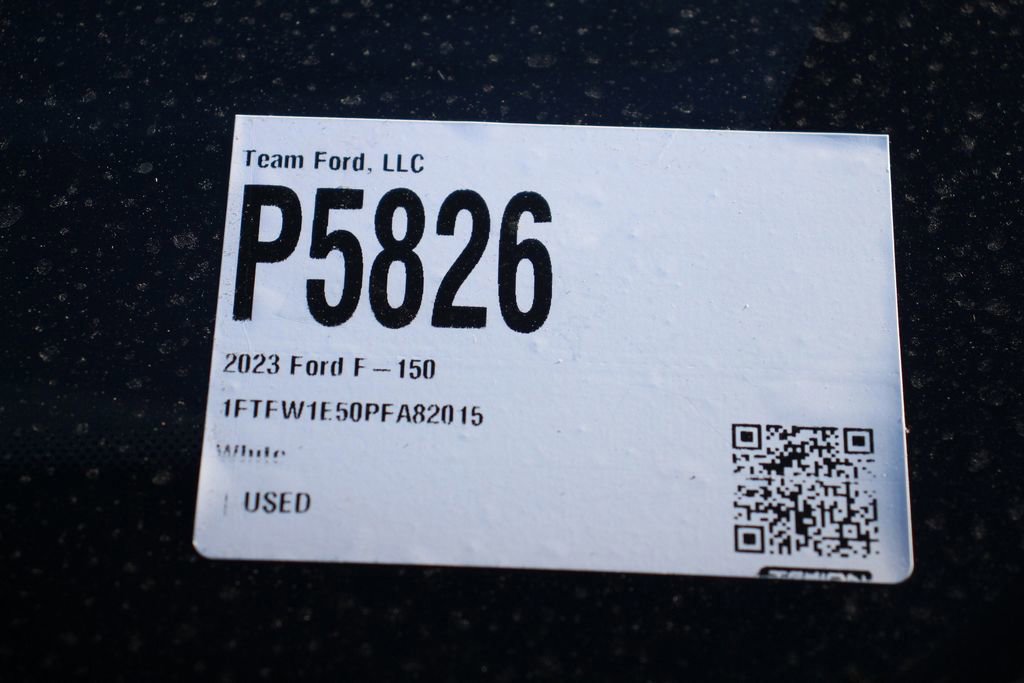 Team Ford, LLC
P5826
2023 Ford F-150
1FTFW1E50PFA82015
White
USED